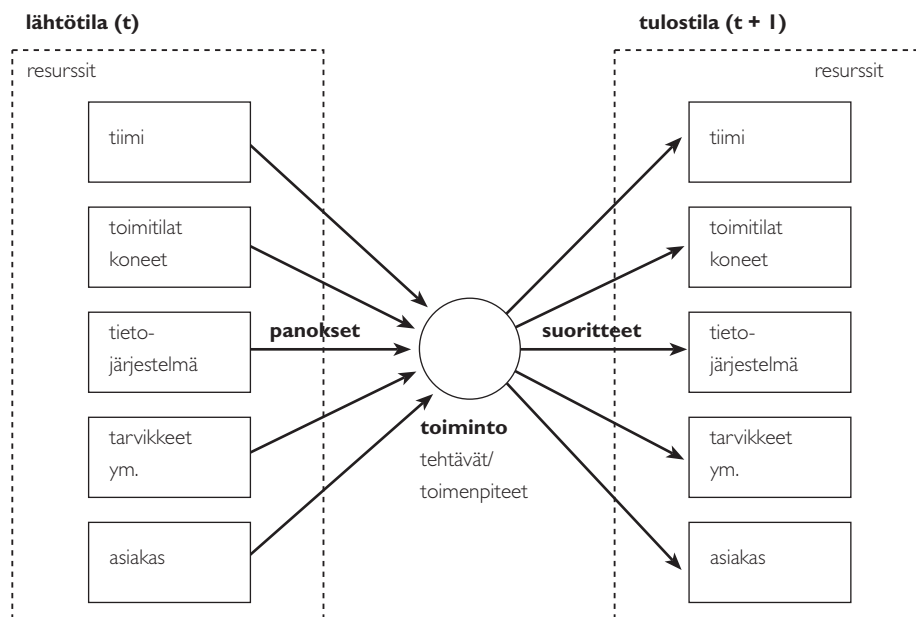 lähtötila (t)
tulostila (t + 1)
resurssit
resurssit
tiimi
tiimi
toimitilat
koneet
toimitilat
koneet
tieto-
järjestelmä
panokset
suoritteet
tieto-
järjestelmä
toiminto
tehtävät/
toimenpiteet
tarvikkeet
ym.
tarvikkeet
ym.
asiakas
asiakas